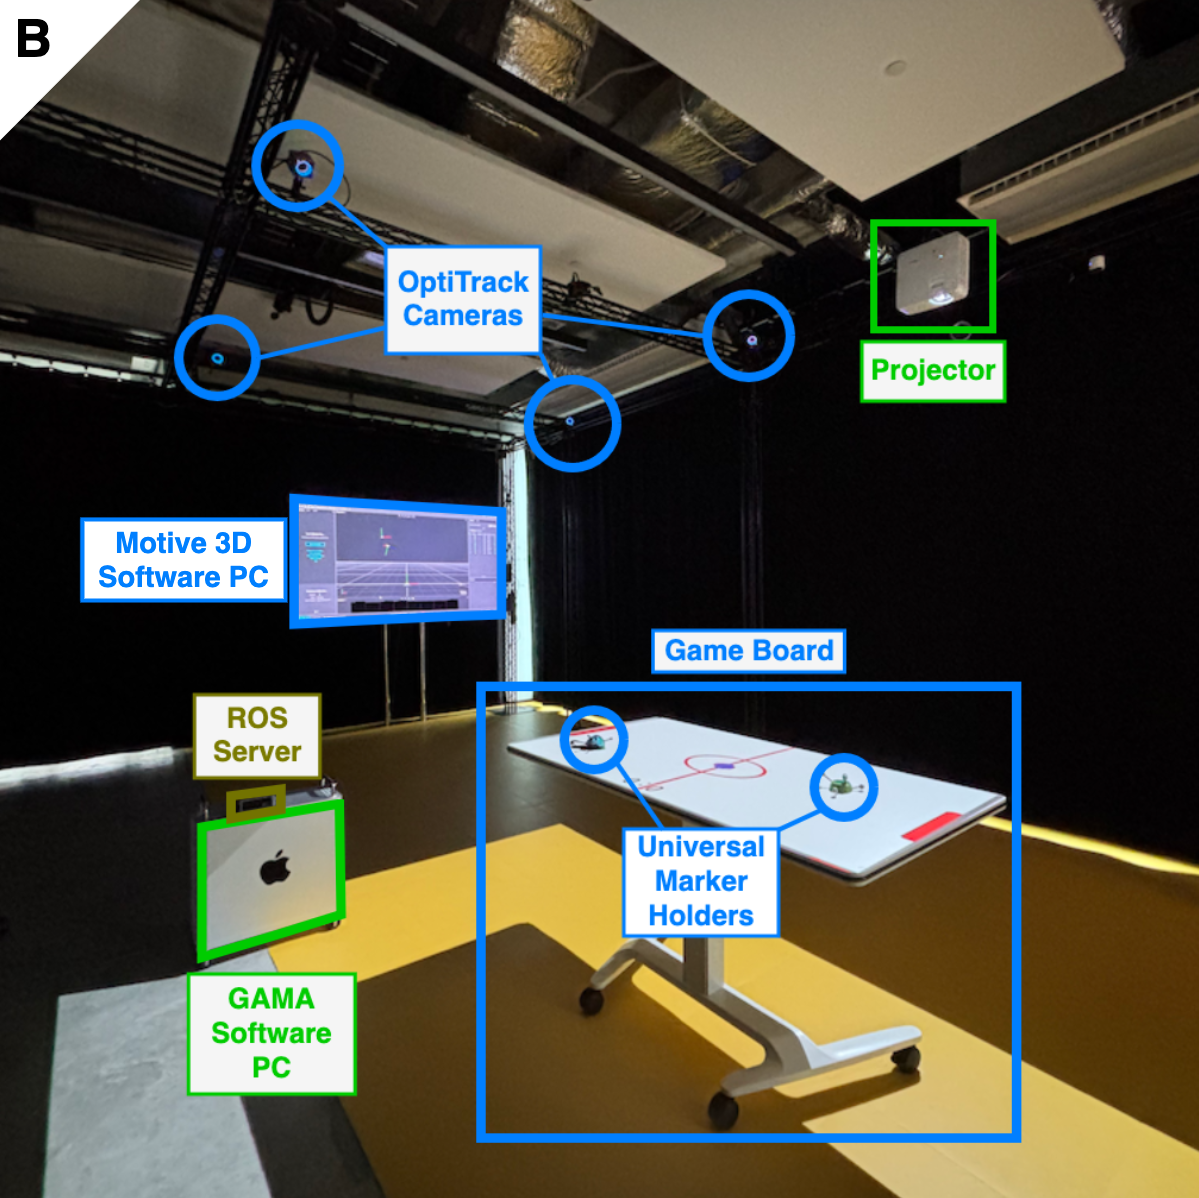 B
OptiTrack
Cameras
Projector
Motive 3D
Software PC
Game Board
ROS
Server
Universal
Marker
Holders
GAMA
Software
PC